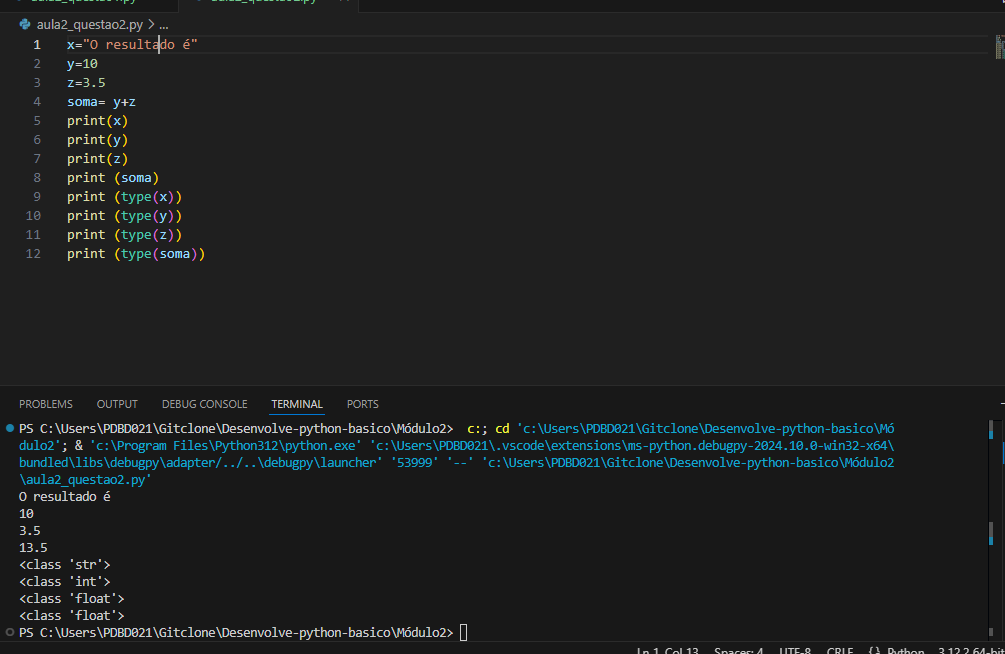 aula2_questao2.py > ...
1 x="O resultado é"
2 y=10
3 z=3.5
4 soma= y+z
5 print(x)
6 print(y)
7 print(z)
8 print (soma)
9 print (type(x))
10 print (type(y))
11 print (type(z))
12 print (type(soma))
PROBLEMS OUTPUT DEBUG CONSOLE TERMINAL PORTS
PS C:\Users\PDBD021\Gitclone\Desenvolve-python-basico\Módulo2> c:; cd 'c:\Users\PDBD021\Gitclone\Desenvolve-python-basico\Mó
dulo2'; & 'c:\Program Files\Python312\python.exe' 'c:\Users\PDBD021\.vscode\extensions\ms-python.debugpy-2024.10.0-win32-x64\
bundled\libs\debugpy\adapter/../..\debugpy\launcher' '53999' '--' 'c:\Users\PDBD021\Gitclone\Desenvolve-python-basico\Módulo2
\aula2_questao2.py'
O resultado é
10
3.5
13.5
<class 'str'>
<class 'int'>
<class 'float'>
<class 'float'>
PS C:\Users\PDBD021\Gitclone\Desenvolve-python-basico\Módulo2>
Ln 1, Col 13 Spaces: 4 UTF-8 CRLF {} Python 3.12.2 64-bit